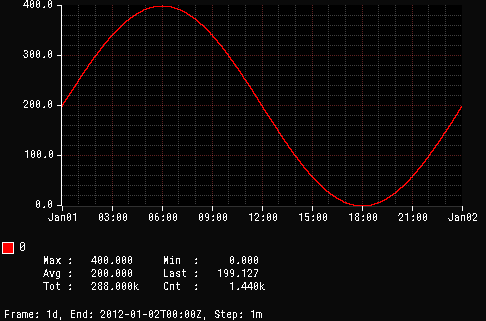 400.0
300.0
200.0
100.0
0.0
Jan01 03:00 06:00 09:00 12:00 15:00 18:00 21:00 Jan02
0
Max : 400.000 Min : 0.000
Avg : 200.000 Last : 199.127
Tot : 288.000k Cnt : 1.440k
Frame: 1d, End: 2012-01-02T00:00Z, Step: 1m